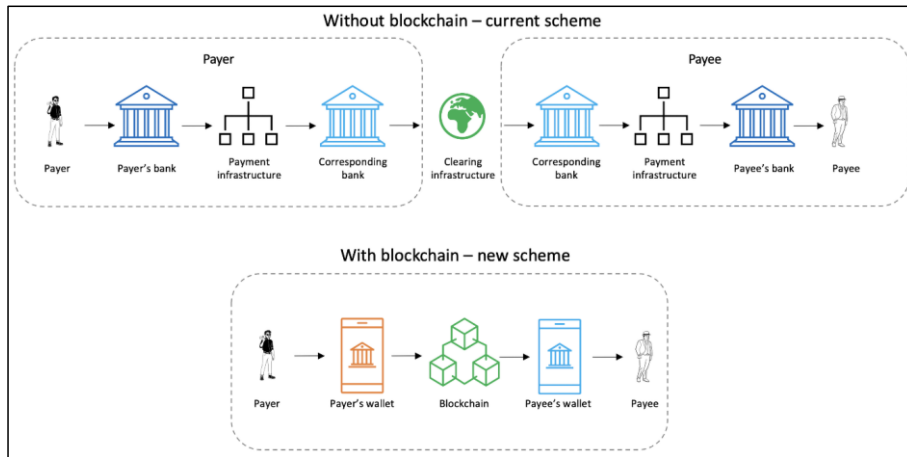 Without blockchain – current scheme
Payer
Payee
Payer
Payer's bank
Payment
infrastructure
Corresponding
bank
Clearing
infrastructure
Corresponding
bank
Payment
infrastructure
Payee's bank
Payee
With blockchain – new scheme
Payer
Payer's wallet
Blockchain
Payee's wallet
Payee